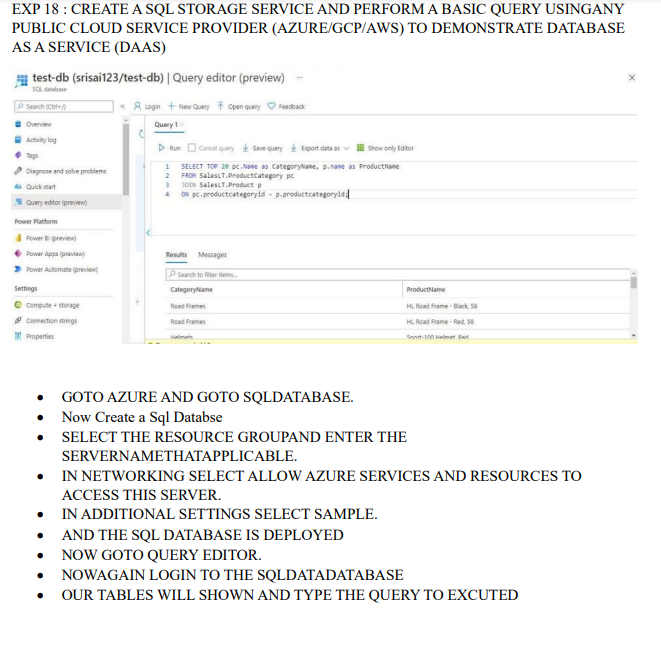 EXP 18 : CREATE A SQL STORAGE SERVICE AND PERFORM A BASIC QUERY USINGANY
PUBLIC CLOUD SERVICE PROVIDER (AZURE/GCP/AWS) TO DEMONSTRATE DATABASE
AS A SERVICE (DAAS)
test-db (srisai123/test-db) | Query editor (preview) ...
SQL database
Search (Ctrl+/)
Login + New Query Open query Feedback
Overview
Activity log
Tags
Diagnose and solve problems
Quick start
Query editor (preview)
Power Platform
Power BI (preview)
Power Apps (preview)
Power Automate (preview)
Settings
Compute + storage
Connection strings
Properties
Query 1 ×
Run Cancel query Save query Export data as Show only Editor
1 SELECT TOP 20 pc.Name as CategoryName, p.name as ProductName
2 FROM SalesLT.ProductCategory pc
3 JOIN SalesLT.Product p
4 ON pc.productcategoryid = p.productcategoryid;
Results Messages
Search to filter items...
CategoryName ProductName
Road Frames HL Road Frame - Black, 58
Road Frames HL Road Frame - Red, 58
Helmets Sport-100 Helmet, Red
• GOTO AZURE AND GOTO SQLDATABASE.
• Now Create a Sql Databse
• SELECT THE RESOURCE GROUPAND ENTER THE
SERVERNAMETHATAPPLICABLE.
• IN NETWORKING SELECT ALLOW AZURE SERVICES AND RESOURCES TO
ACCESS THIS SERVER.
• IN ADDITIONAL SETTINGS SELECT SAMPLE.
• AND THE SQL DATABASE IS DEPLOYED
• NOW GOTO QUERY EDITOR.
• NOWAGAIN LOGIN TO THE SQLDATADATABASE
• OUR TABLES WILL SHOWN AND TYPE THE QUERY TO EXCUTED